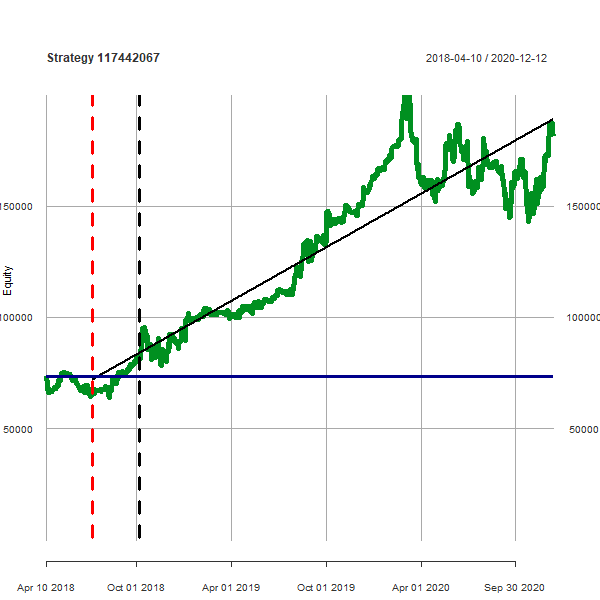 Strategy 117442067
2018-04-10 / 2020-12-12
150000
150000
100000
100000
50000
50000
Equity
Apr 10 2018
Oct 01 2018
Apr 01 2019
Oct 01 2019
Apr 01 2020
Sep 30 2020